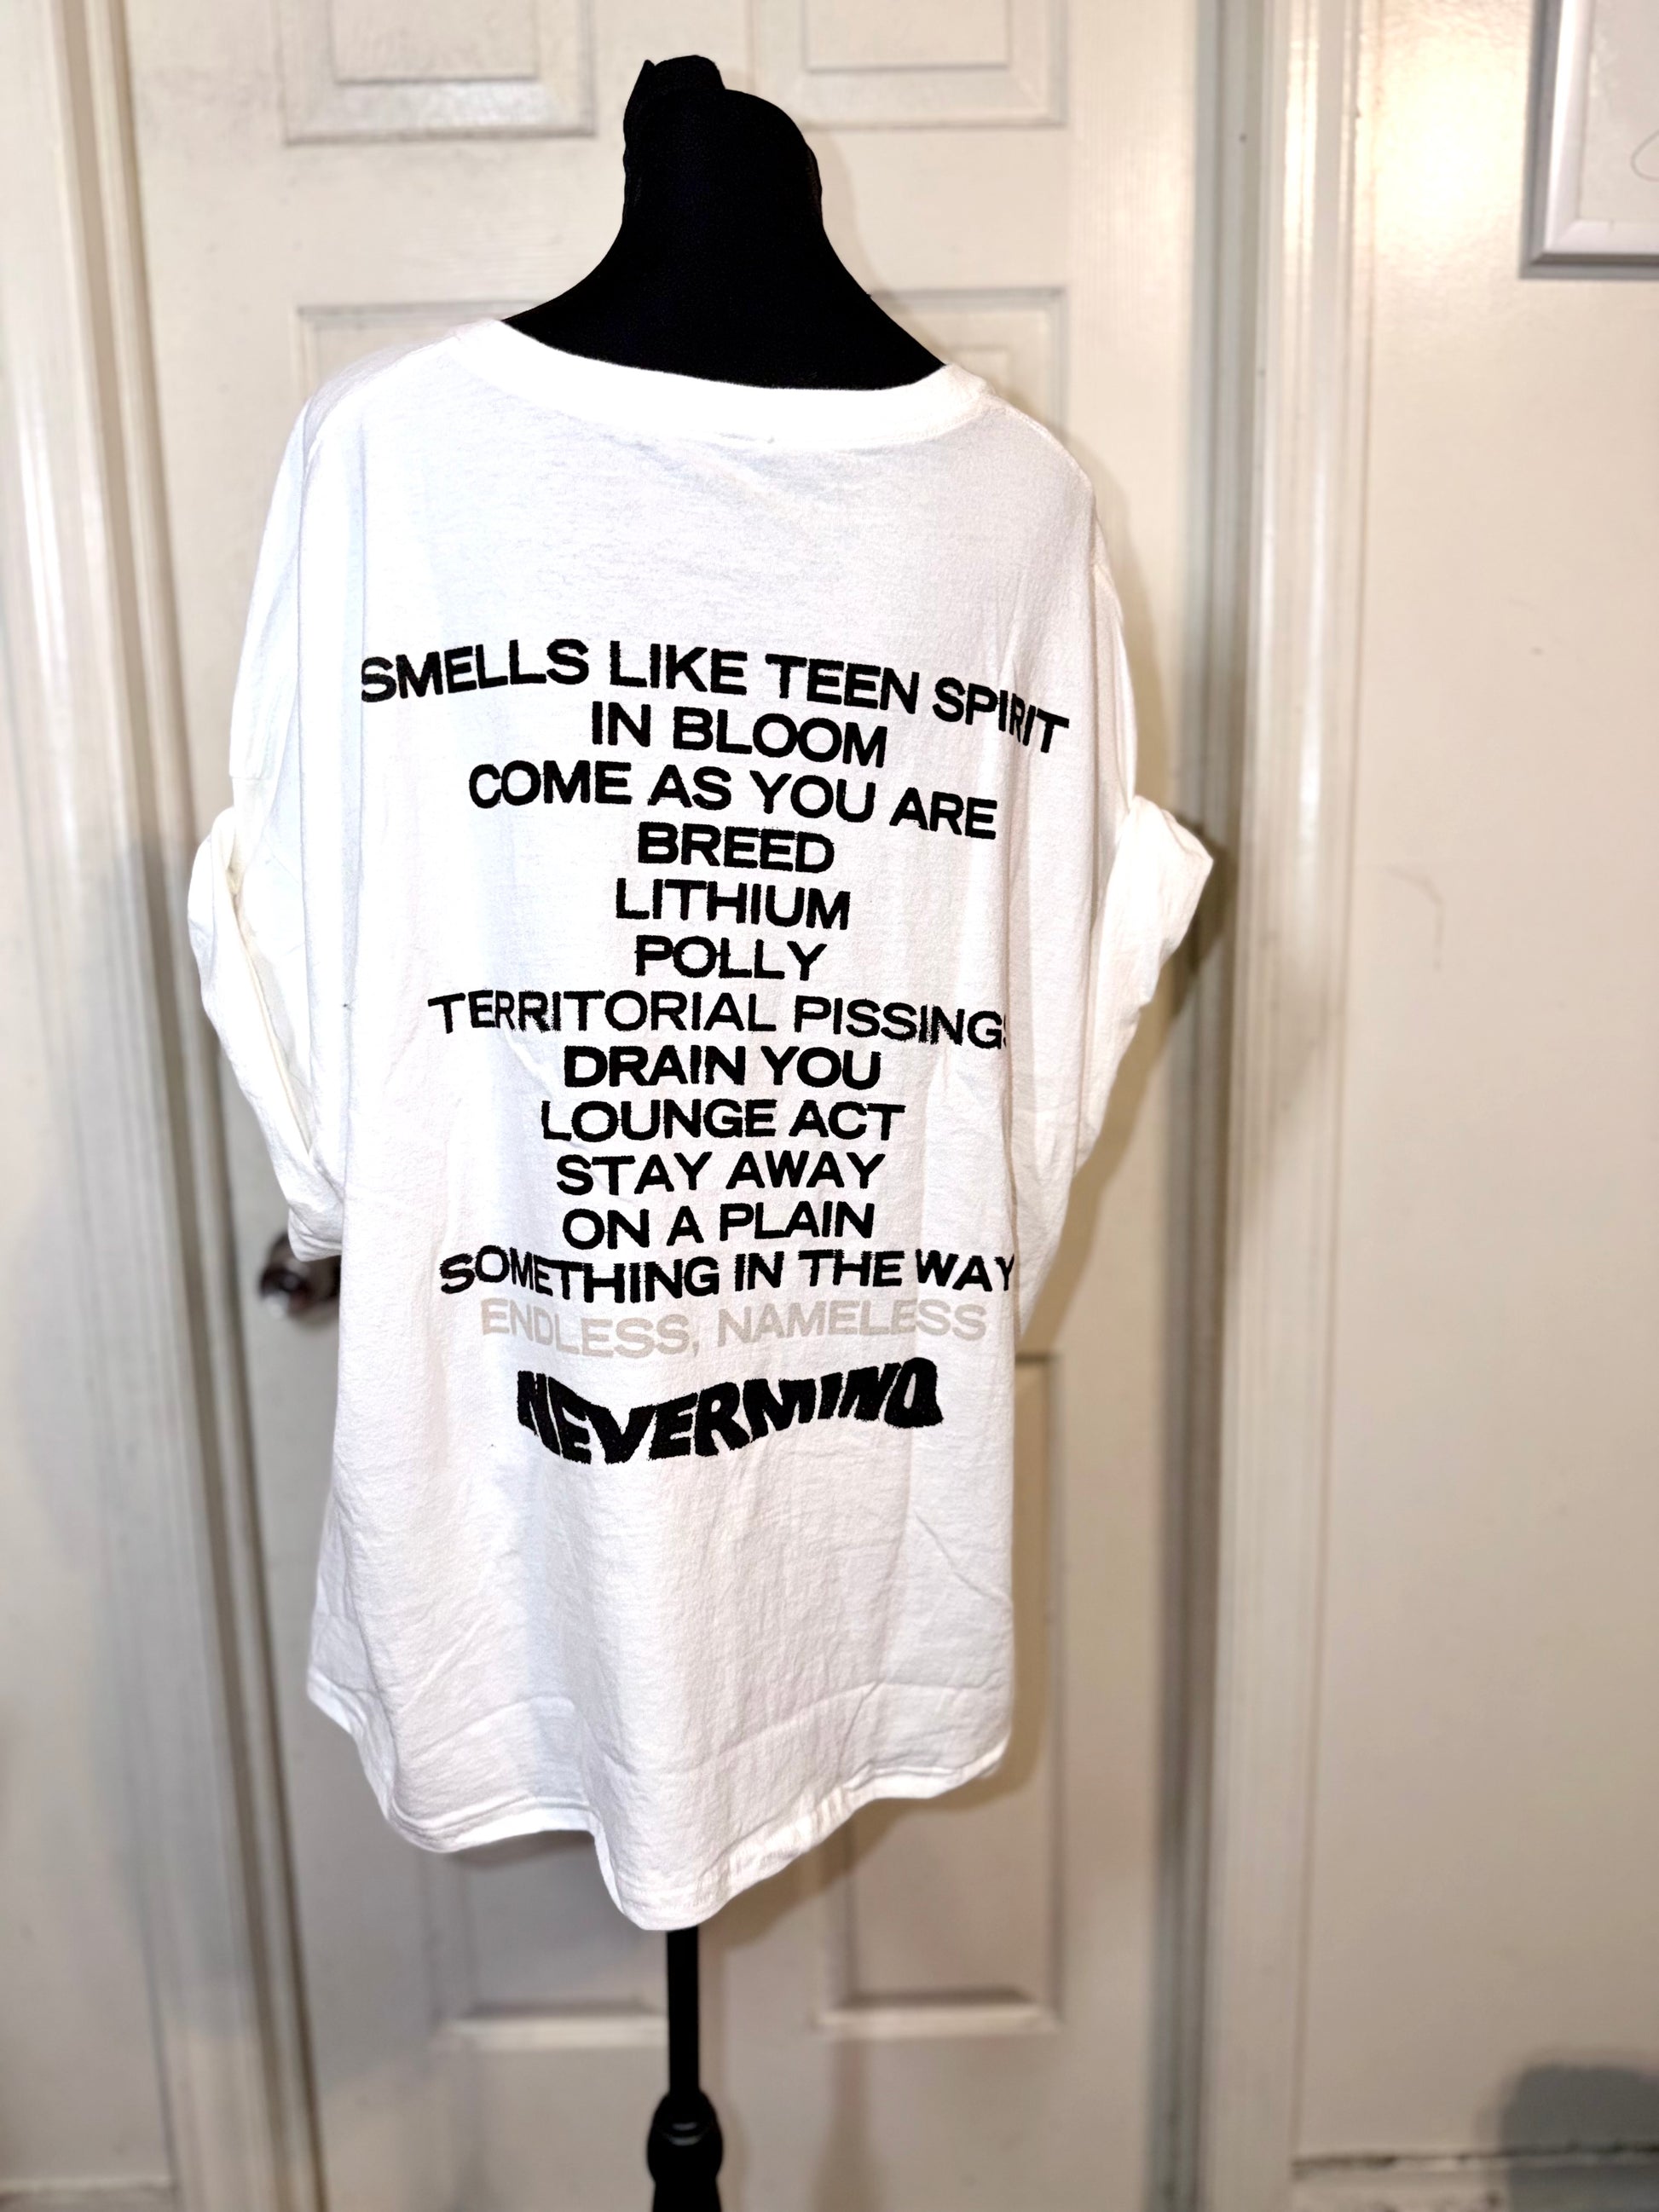 SMELLS LIKE TEEN SPIRIT
IN BLOOM
COME AS YOU ARE
BREED
LITHIUM
POLLY
TERRITORIAL PISSINGS
DRAIN YOU
LOUNGE ACT
STAY AWAY
ON A PLAIN
SOMETHING IN THE WAY
ENDLESS, NAMELESS
NEVERMIND